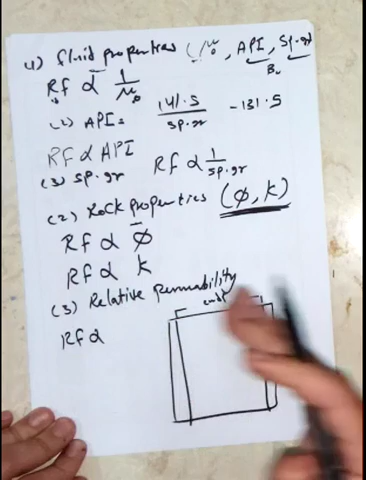 (1) fluid properties (μo, API, Sp.gr
Bo
Rf α 1/μo
(2) API = 141.5/sp.gr - 131.5
RF α API
(3) sp.gr RF α 1/sp.gr
(2) Rock properties (φ, k)
Rf α φ
Rf α k
(3) Relative permability
Rf α